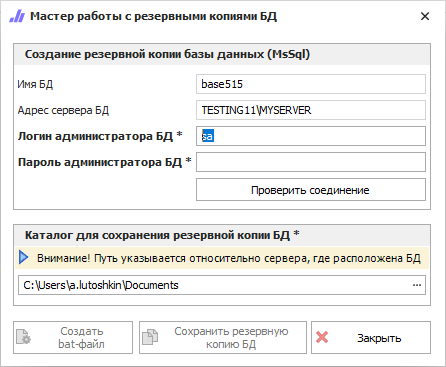 Мастер работы с резервными копиями БД
Создание резервной копии базы данных (MsSql)
Имя БД
base515
Адрес сервера БД
TESTING11\MYSERVER
Логин администратора БД *
sa
Пароль администратора БД *
Проверить соединение
Каталог для сохранения резервной копии БД *
Внимание! Путь указывается относительно сервера, где расположена БД
C:\Users\a.lutoshkin\Documents
...
Создать
bat-файл
Сохранить резервную
копию БД
Закрыть